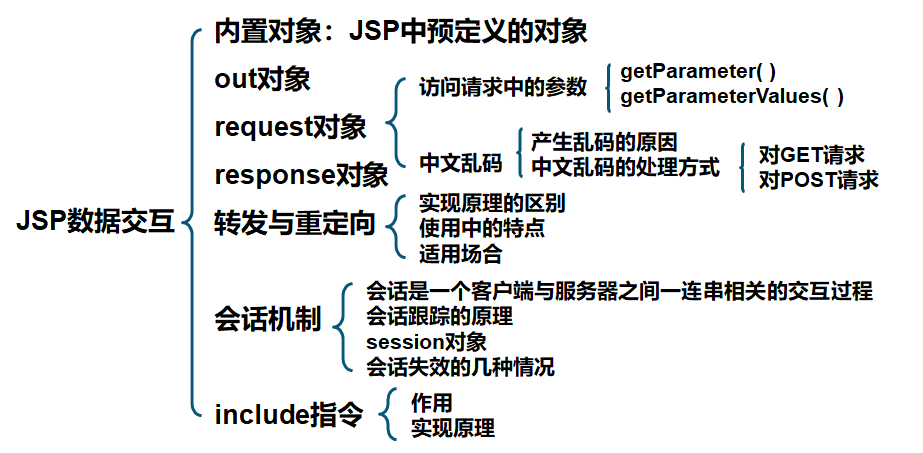 JSP数据交互
内置对象：JSP中预定义的对象
out对象
request对象
访问请求中的参数
getParameter( )
getParameterValues( )
中文乱码
产生乱码的原因
中文乱码的处理方式
对GET请求
对POST请求
response对象
转发与重定向
实现原理的区别
使用中的特点
适用场合
会话机制
会话是一个客户端与服务器之间一连串相关的交互过程
会话跟踪的原理
session对象
会话失效的几种情况
include指令
作用
实现原理